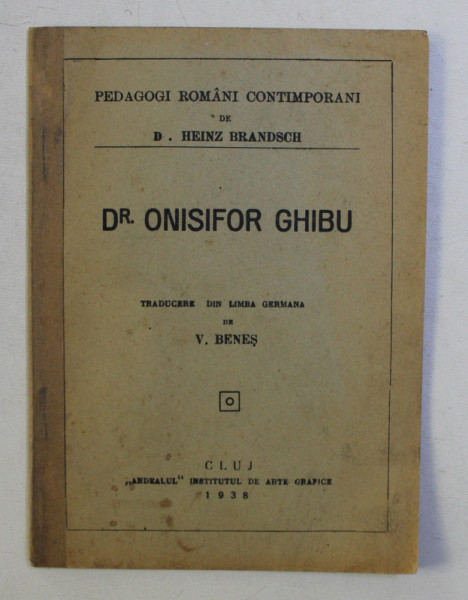 PEDAGOGI ROMÂNI CONTIMPORANI
DE
D . HEINZ BRANDSCH
DR. ONISIFOR GHIBU
TRADUCERE DIN LIMBA GERMANA
DE
V. BENEȘ
CLUJ
„ARDEALUL" INSTITUTUL DE ARTE GRAFICE
1938